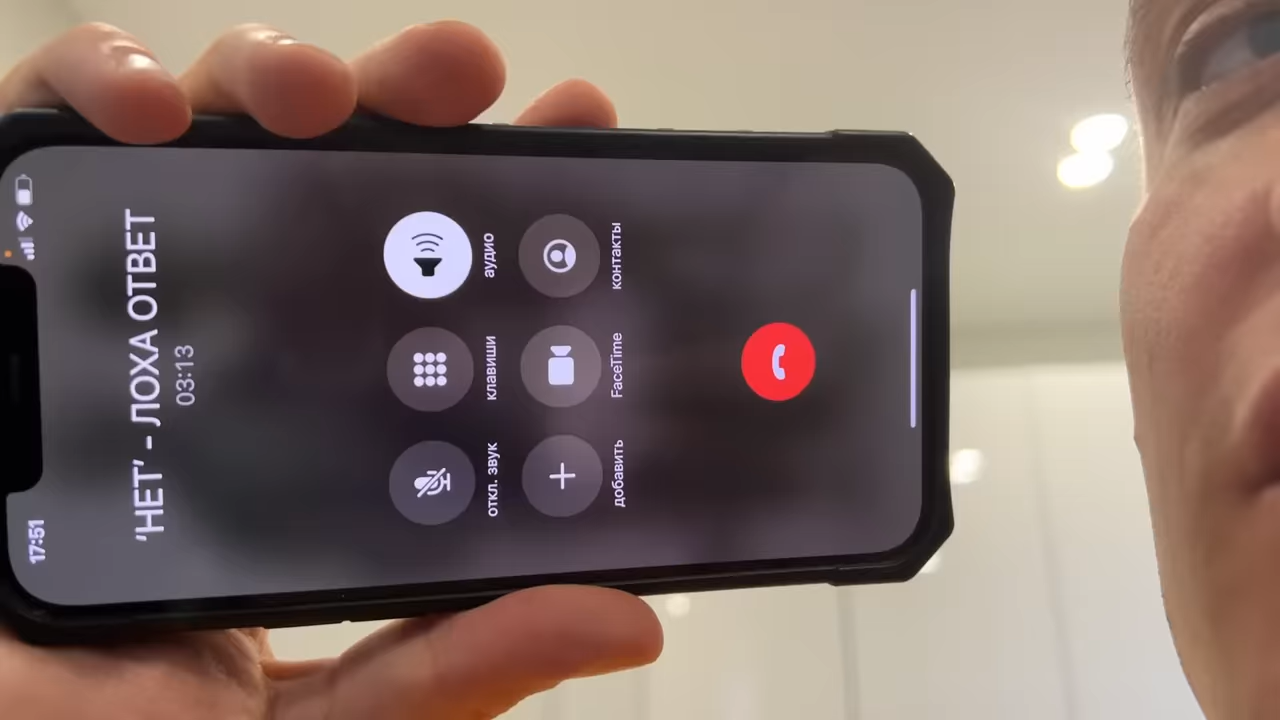 17:51
'НЕТ' - ЛОХА ОТВЕТ
03:13
откл. звук
клавиши
аудио
добавить
FaceTime
контакты